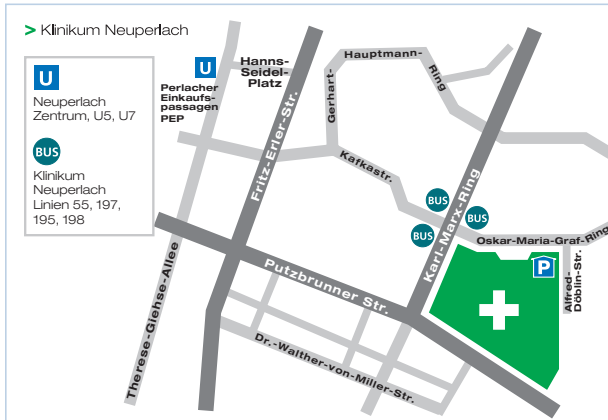 > Klinikum Neuperlach
U
Neuperlach
Zentrum, U5, U7
BUS
Klinikum
Neuperlach
Linien 55, 197,
195, 198
U
Perlacher
Einkaufs-
passagen
PEP
Hanns-
Seidel-
Platz
Fritz-Erler-Str.
Gerhart-
Hauptmann-
Ring
Kafkastr.
BUS
BUS
BUS
Karl-Marx-Ring
Oskar-Maria-Graf-Ring
P
Alfred-
Döblin-Str.
Putzbrunner Str.
Therese-Giehse-Allee
Dr.-Walther-von-Miller-Str.